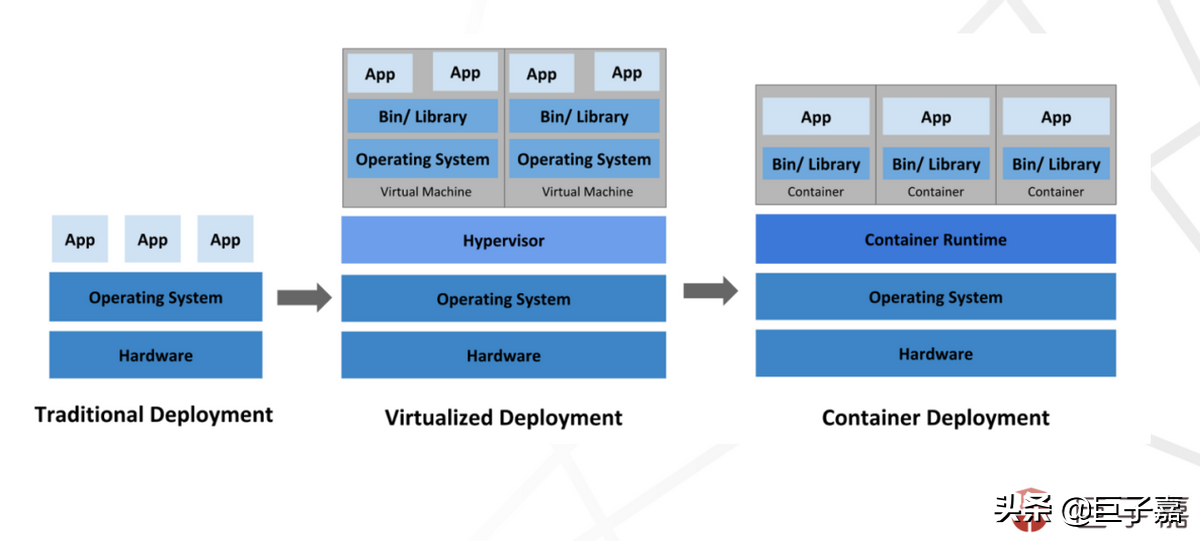 App
App
App
Operating System
Hardware
Traditional Deployment
App
App
Bin/ Library
Operating System
Virtual Machine
App
App
Bin/ Library
Operating System
Virtual Machine
Hypervisor
Operating System
Hardware
Virtualized Deployment
App
Bin/ Library
Container
App
Bin/ Library
Container
App
Bin/ Library
Container
Container Runtime
Operating System
Hardware
Container Deployment
头条 @巨子嘉